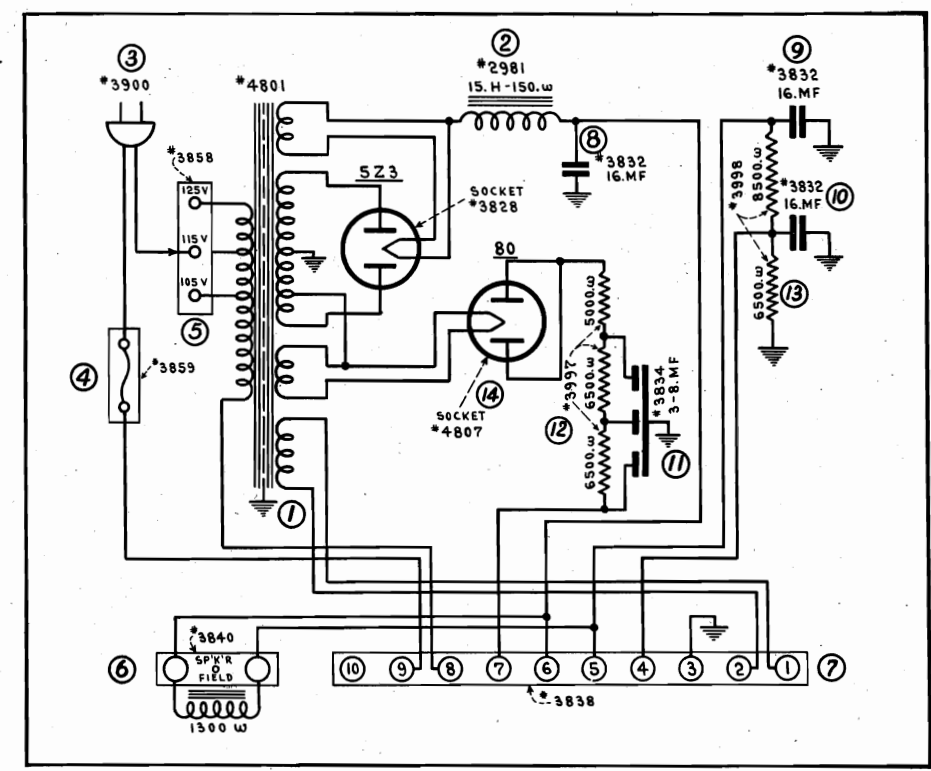 3
#3900
#4801
2
#2981
15.H-150.ω
9
#3832
16.MF
#3858
125V
115V
105V
5
5Z3
SOCKET
#3828
8
#3832
16.MF
#3998
8500.ω
#3832
16.MF
10
6500.ω
13
80
14
SOCKET
#4807
5000.ω
6500.ω
6500.ω
#3997
12
#3834
3-8.MF
11
4
#3859
1
6
#3840
SP'K'R
FIELD
1300 ω
10
9
8
7
6
5
4
3
2
1
7
#3838